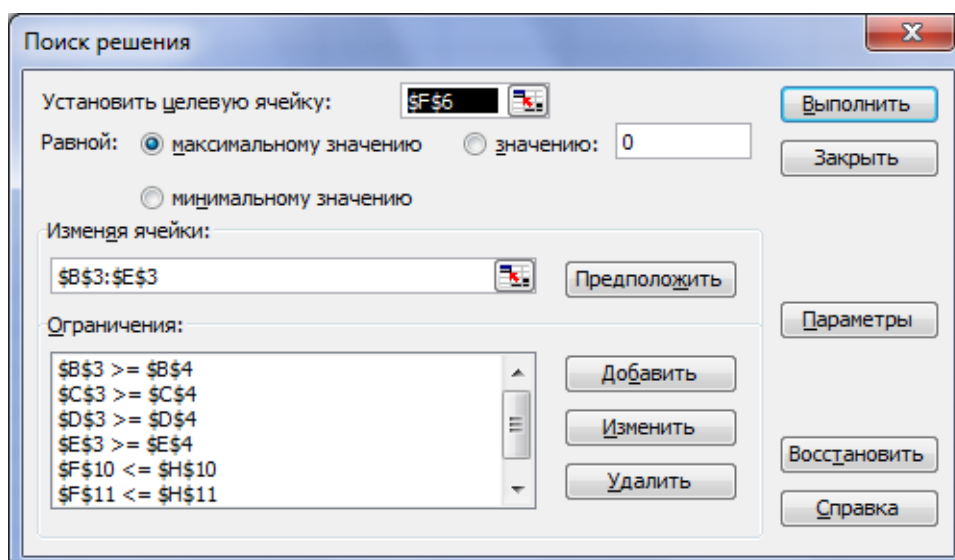 Поиск решения
Установить целевую ячейку: $F$6
Выполнить
Равной: максимальному значению значению: 0
Закрыть
минимальному значению
Изменяя ячейки:
$B$3:$E$3
Предположить
Ограничения:
Параметры
$B$3 >= $B$4
$C$3 >= $C$4
$D$3 >= $D$4
$E$3 >= $E$4
$F$10 <= $H$10
$F$11 <= $H$11
Добавить
Изменить
Удалить
Восстановить
Справка